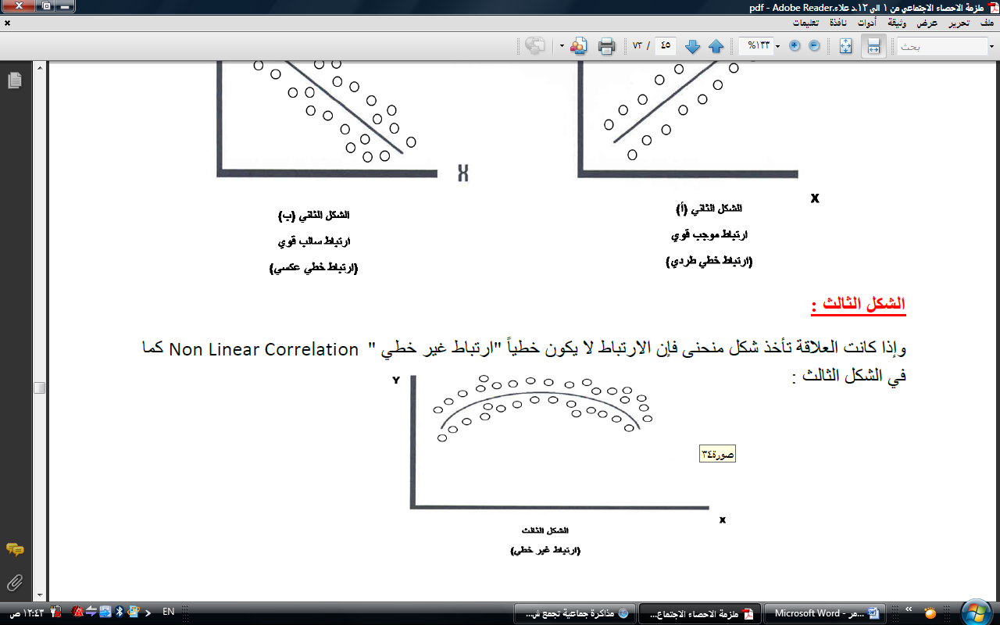 ملزمة الاحصاء الاجتماعي من ١ الى ١٢.د علاء.pdf - Adobe Reader
ملف تحرير عرض وثيقة أدوات نافذة تعليمات
بحث
%١٣٣
٤٥ / ٧٣
X
X
الشكل الثاني (أ)
ارتباط موجب قوي
(ارتباط خطي طردي)
الشكل الثاني (ب)
ارتباط سالب قوي
(ارتباط خطي عكسي)
الشكل الثالث :
وإذا كانت العلاقة تأخذ شكل منحنى فإن الارتباط لا يكون خطياً "ارتباط غير خطي " Non Linear Correlation كما
في الشكل الثالث :
Y
صورة٣٤
X
الشكل الثالث
(ارتباط غير خطي)
مر - Microsoft Word...
ملزمة الاحصاء الاجتماع...
مذاكرة جماعية تجمع ش...
EN
١٢:٤٣ ص